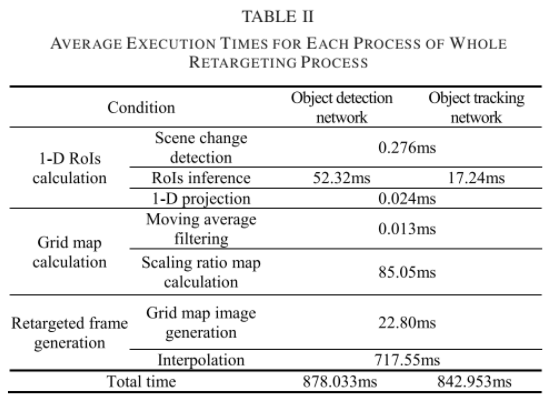 TABLE II
AVERAGE EXECUTION TIMES FOR EACH PROCESS OF WHOLE
RETARGETING PROCESS
Condition
Object detection
network
Object tracking
network
1-D RoIs
calculation
Scene change
detection
0.276ms
RoIs inference
52.32ms
17.24ms
1-D projection
0.024ms
Grid map
calculation
Moving average
filtering
0.013ms
Scaling ratio map
calculation
85.05ms
Retargeted frame
generation
Grid map image
generation
22.80ms
Interpolation
717.55ms
Total time
878.033ms
842.953ms